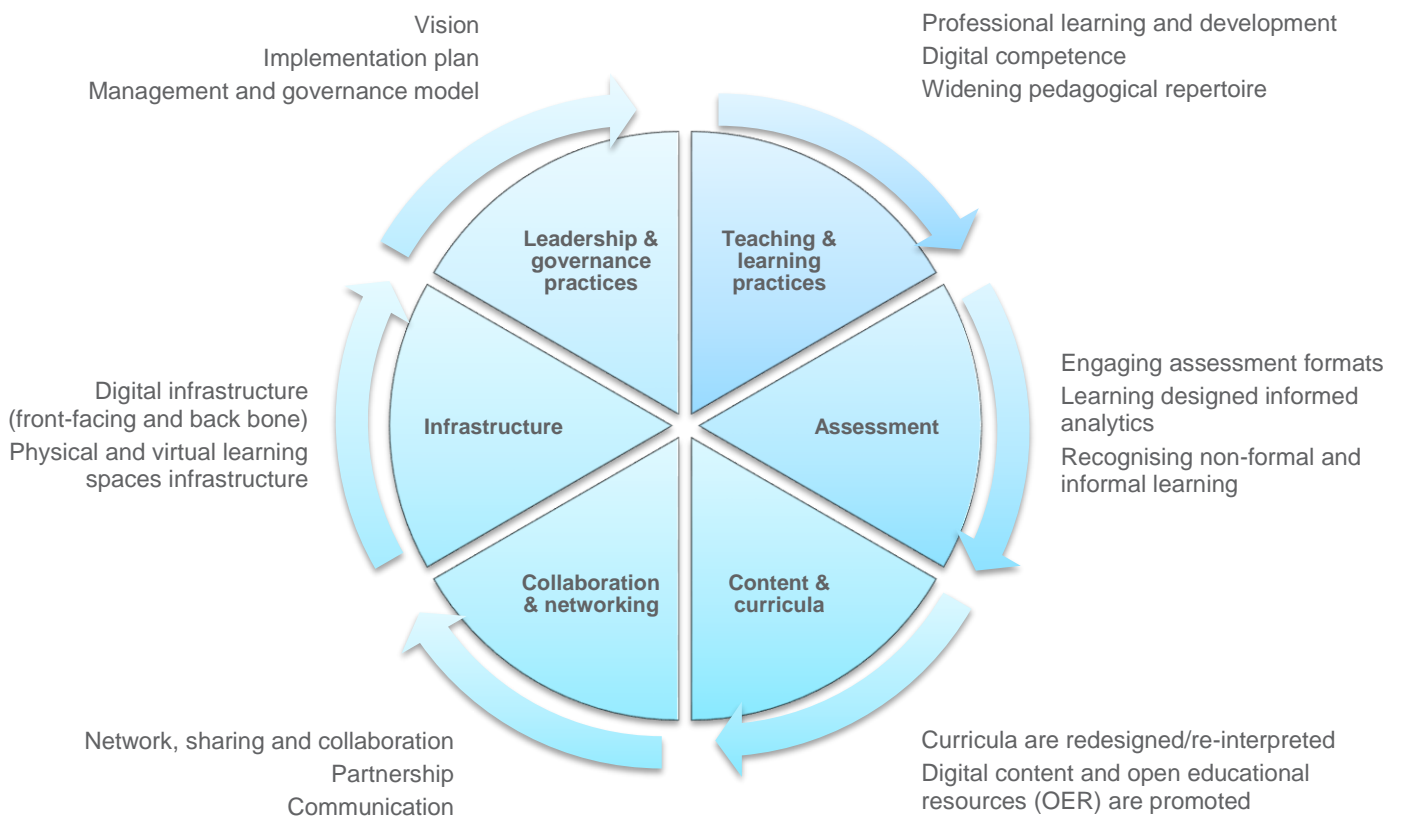 Vision
Implementation plan
Management and governance model
Professional learning and development
Digital competence
Widening pedagogical repertoire
Leadership &
governance
practices
Teaching &
learning
practices
Digital infrastructure
(front-facing and back bone)
Physical and virtual learning
spaces infrastructure
Infrastructure
Assessment
Engaging assessment formats
Learning designed informed
analytics
Recognising non-formal and
informal learning
Collaboration
& networking
Content &
curricula
Network, sharing and collaboration
Partnership
Communication
Curricula are redesigned/re-interpreted
Digital content and open educational
resources (OER) are promoted